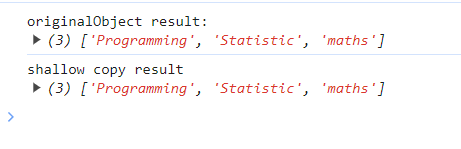 originalObject result:
(3) ['Programming', 'Statistic', 'maths']
shallow copy result
(3) ['Programming', 'Statistic', 'maths']